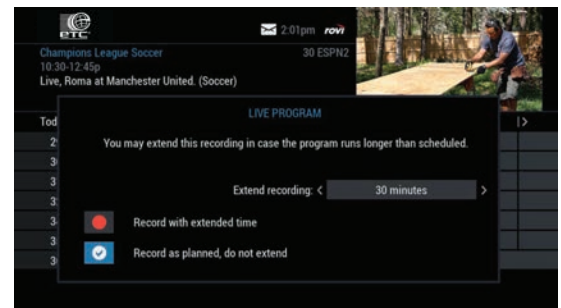 etc
2:01pm rovi
Champions League Soccer 30 ESPN2
10:30-12:45p
Live, Roma at Manchester United. (Soccer)
LIVE PROGRAM
Tod
You may extend this recording in case the program runs longer than scheduled.
Extend recording: < 30 minutes >
Record with extended time
Record as planned, do not extend